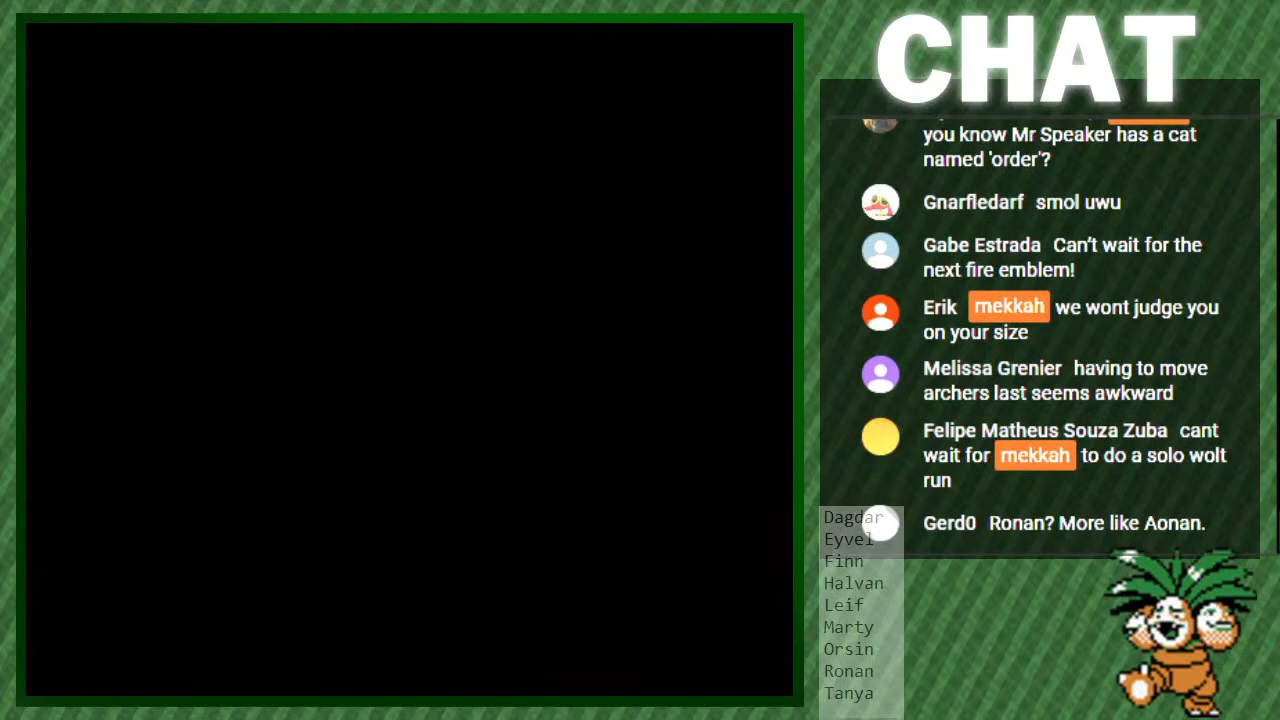 CHAT
you know Mr Speaker has a cat
named 'order'?
Gnarfledarf smol uwu
Gabe Estrada Can't wait for the
next fire emblem!
Erik mekkah we wont judge you
on your size
Melissa Grenier having to move
archers last seems awkward
Felipe Matheus Souza Zuba cant
wait for mekkah to do a solo wolt
run
Gerd0 Ronan? More like Aonan.
Dagdar
Eyvel
Finn
Halvan
Leif
Marty
Orsin
Ronan
Tanya